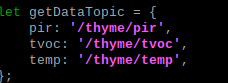 let getDataTopic = {
    pir: '/thyme/pir',
    tvoc: '/thyme/tvoc',
    temp: '/thyme/temp',
};